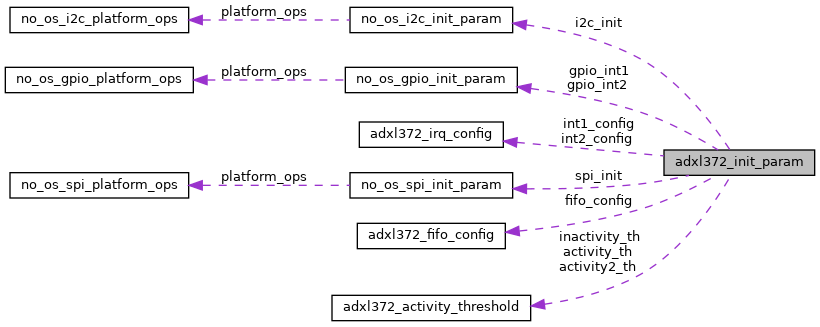 no_os_i2c_platform_ops
platform_ops
no_os_i2c_init_param
i2c_init
no_os_gpio_platform_ops
platform_ops
no_os_gpio_init_param
gpio_int1
gpio_int2
adxl372_irq_config
int1_config
int2_config
adxl372_init_param
no_os_spi_platform_ops
platform_ops
no_os_spi_init_param
spi_init
adxl372_fifo_config
fifo_config
inactivity_th
activity_th
activity2_th
adxl372_activity_threshold